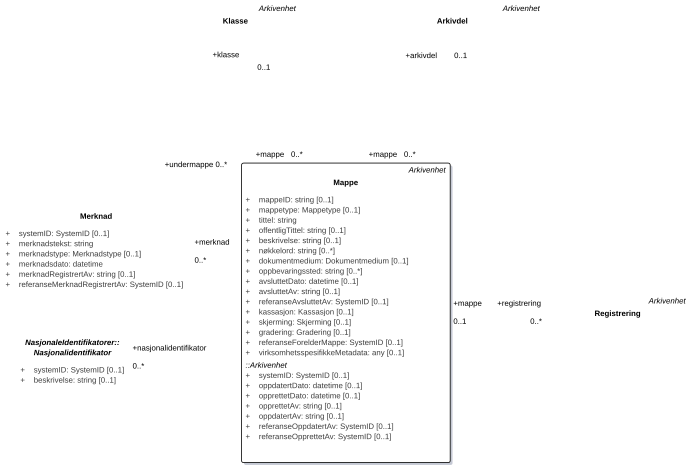 Arkivenhet
Klasse
Arkivenhet
Arkivdel
+klasse
0..1
+arkivdel
0..1
+undermappe 0..*
+mappe 0..*
+mappe 0..*
Arkivenhet
Mappe
+ mappeID: string [0..1]
+ mappetype: Mappetype [0..1]
+ tittel: string
+ offentligTittel: string [0..1]
+ beskrivelse: string [0..1]
+ nøkkelord: string [0..*]
+ dokumentmedium: Dokumentmedium [0..1]
+ oppbevaringssted: string [0..*]
+ avsluttetDato: datetime [0..1]
+ avsluttetAv: string [0..1]
+ referanseAvsluttetAv: SystemID [0..1]
+ kassasjon: Kassasjon [0..1]
+ skjerming: Skjerming [0..1]
+ gradering: Gradering [0..1]
+ referanseForelderMappe: SystemID [0..1]
+ virksomhetsspesifikkeMetadata: any [0..1]
::Arkivenhet
+ systemID: SystemID [0..1]
+ oppdatertDato: datetime [0..1]
+ opprettetDato: datetime [0..1]
+ opprettetAv: string [0..1]
+ oppdatertAv: string [0..1]
+ referanseOppdatertAv: SystemID [0..1]
+ referanseOpprettetAv: SystemID [0..1]
Merknad
+ systemID: SystemID [0..1]
+ merknadstekst: string
+ merknadstype: Merknadstype [0..1]
+ merknadsdato: datetime
+ merknadRegistrertAv: string [0..1]
+ referanseMerknadRegistrertAv: SystemID [0..1]
+merknad
0..*
NasjonaleIdentifikatorer::
Nasjonalidentifikator
+ systemID: SystemID [0..1]
+ beskrivelse: string [0..1]
+nasjonalidentifikator
0..*
+mappe
0..1
+registrering
0..*
Arkivenhet
Registrering